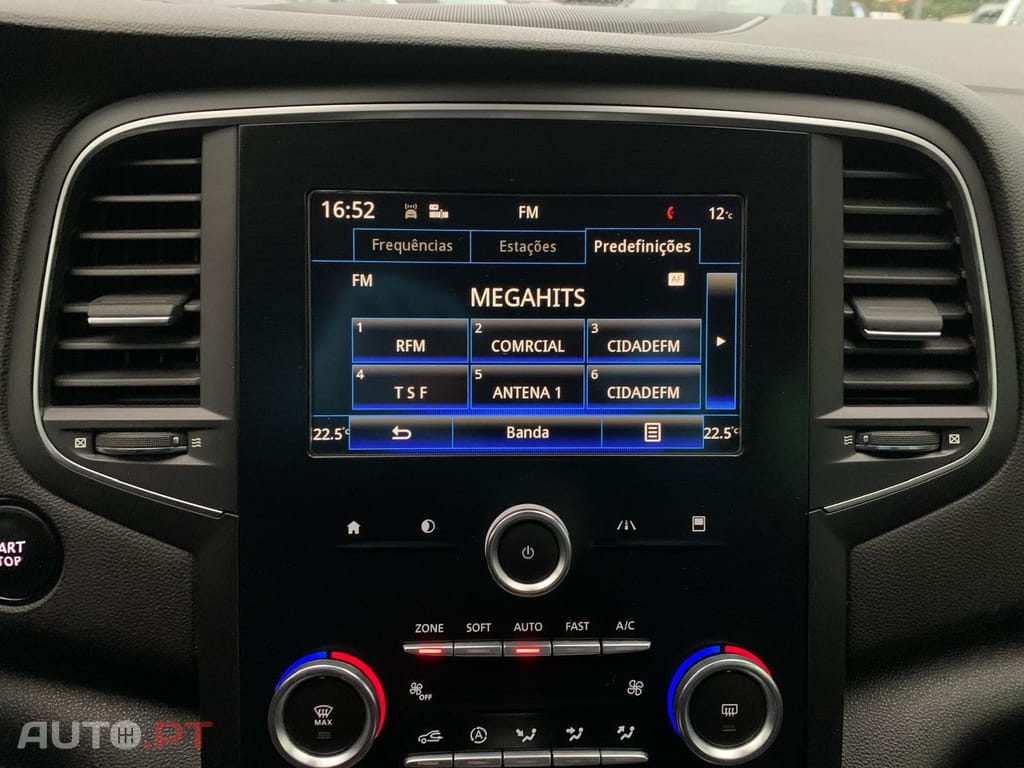 16:52 FM 12°C
Frequências Estações Predefinições
FM AF
MEGAHITS
1 RFM 2 COMRCIAL 3 CIDADEFM
4 T S F 5 ANTENA 1 6 CIDADEFM
22.5°C Banda 22.5°C
ART
TOP
ZONE SOFT AUTO FAST A/C
OFF
MAX
A
AUTO.PT